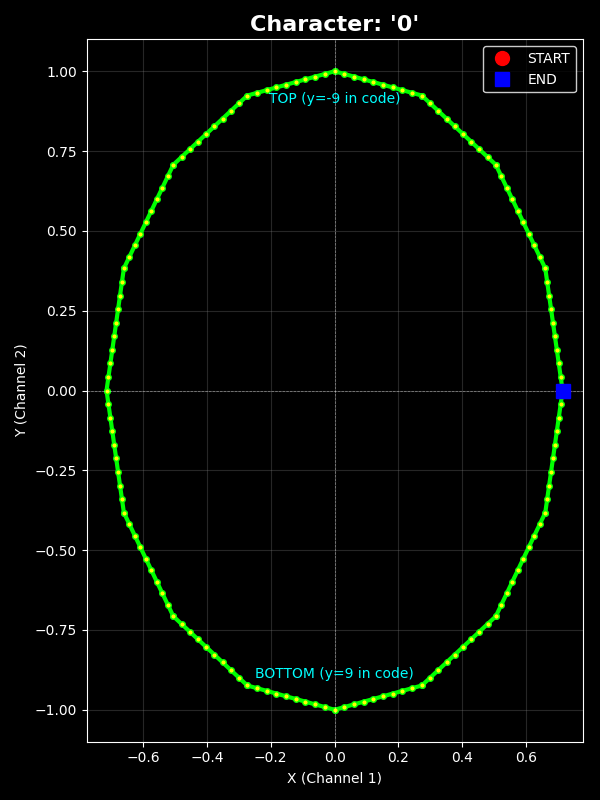 Character: '0'
START
END
TOP (y=-9 in code)
1.00
0.75
0.50
0.25
0.00
−0.25
−0.50
−0.75
−1.00
Y (Channel 2)
BOTTOM (y=9 in code)
−0.6 −0.4 −0.2 0.0 0.2 0.4 0.6
X (Channel 1)